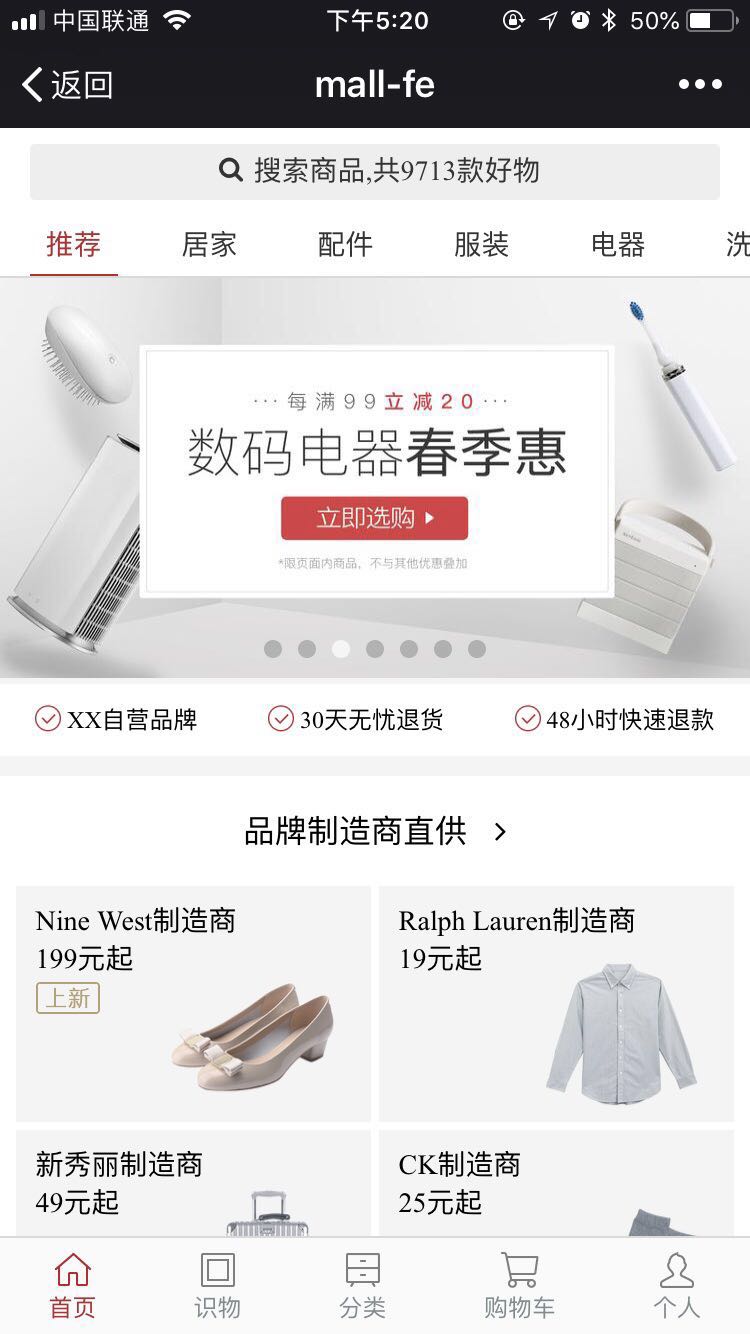 中国联通 下午5:20 50%
返回 mall-fe
搜索商品,共9713款好物
推荐 居家 配件 服装 电器 洗
···每满99立减20···
数码电器春季惠
立即选购
*限页面内商品，不与其他优惠叠加
XX自营品牌 30天无忧退货 48小时快速退款
品牌制造商直供
Nine West制造商
199元起
上新
Ralph Lauren制造商
19元起
新秀丽制造商
49元起
CK制造商
25元起
首页 识物 分类 购物车 个人